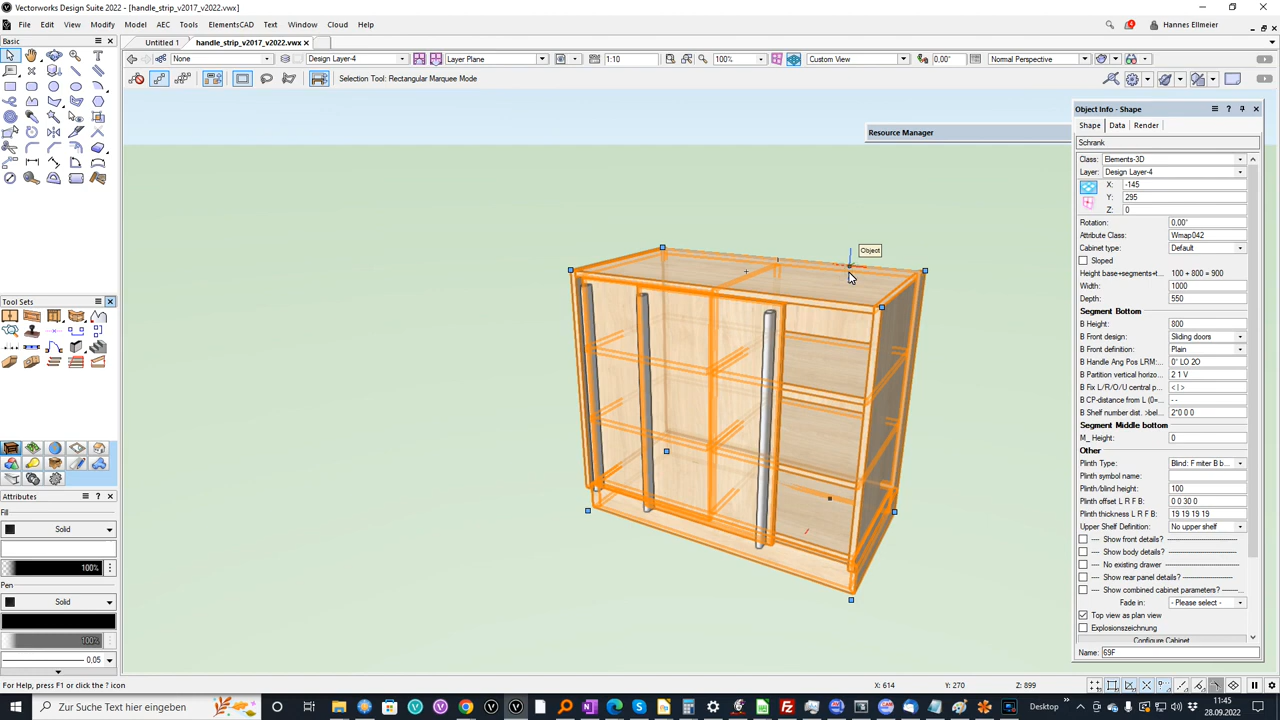 Vectorworks Design Suite 2022 - [handle_strip_v2017_v2022.vwx]
File Edit View Modify Model AEC Tools ElementsCAD Text Window Cloud Help
Hannes Ellmeier
Basic
Untitled 1
handle_strip_v2017_v2022.vwx
None
Design Layer-4
Layer Plane
1:10
100%
Custom View
0,00°
Normal Perspective
Selection Tool: Rectangular Marquee Mode
Object Info - Shape
Shape Data Render
Resource Manager
Schrank
Class: Elements-3D
Layer: Design Layer-4
X: -145
Y: 295
Z: 0
Rotation: 0,00°
Attribute Class: Wmap042
Cabinet type: Default
Sloped
Height base+segments+t... 100 + 800 = 900
Width: 1000
Depth: 550
Segment Bottom
B Height: 800
B Front design: Sliding doors
B Front definition: Plain
B Handle Ang Pos LRM:... 0° LO 2O
B Partition vertical horizo... 2 1 V
B Fix L/R/O/U central p... < | >
B CP-distance from L (0=... - -
B Shelf number dist. >bel... 2*0 0 0
Segment Middle bottom
M_ Height: 0
Other
Plinth Type: Blind: F miter B b...
Plinth symbol name:
Plinth/blind height: 100
Plinth offset L R F B: 0 0 30 0
Plinth thickness L R F B: 19 19 19 19
Upper Shelf Definition: No upper shelf
---- Show front details?
---- Show body details?
---- No existing drawer
---- Show rear panel details?
---- Show combined cabinet parameters?
Fade in: - Please select -
Top view as plan view
Explosionszeichnung
Configure Cabinet
Name: 69F
Object
Tool Sets
Attributes
Fill
Solid
100%
Pen
Solid
100%
0,05
For Help, press F1 or click the ? icon
X: 614 Y: 270 Z: 899
Zur Suche Text hier eingeben
Desktop
11:45
28.09.2022